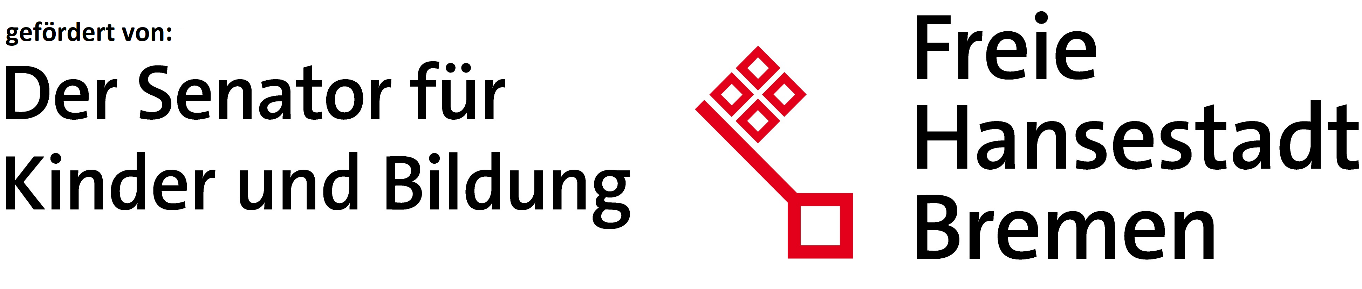 gefördert von:
Der Senator für
Kinder und Bildung
Freie
Hansestadt
Bremen